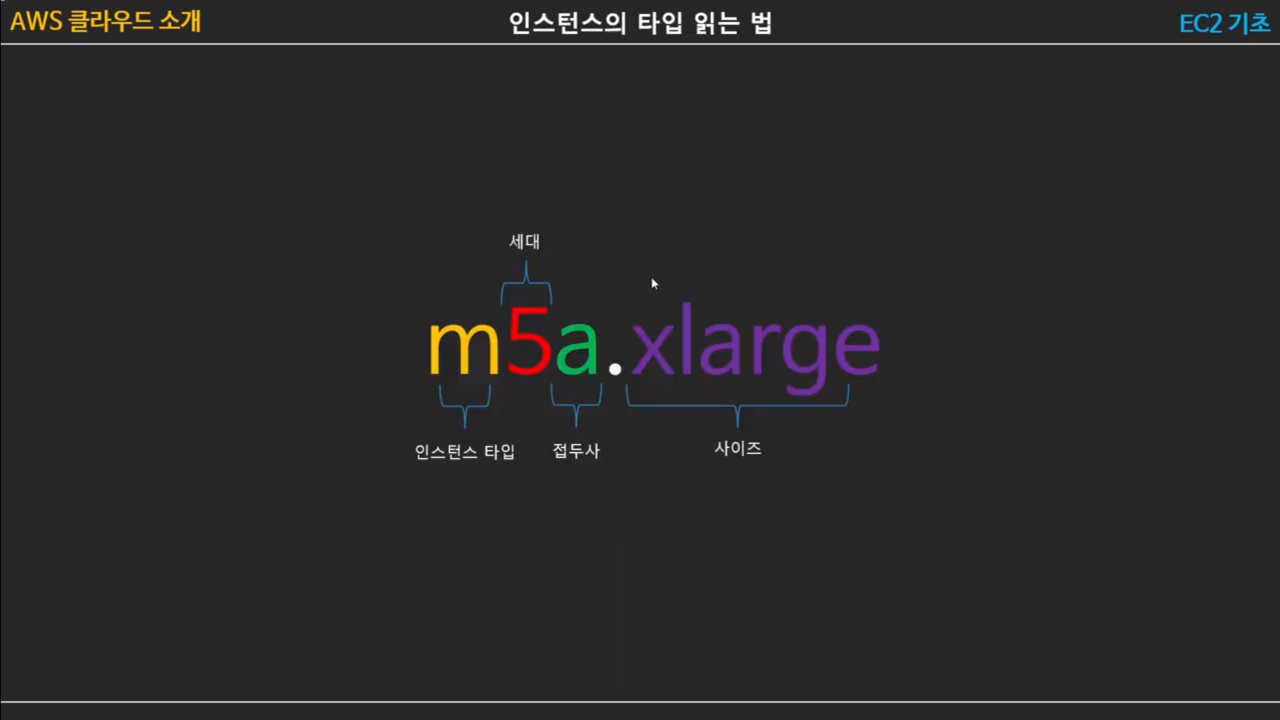 AWS 클라우드 소개
인스턴스의 타입 읽는 법
EC2 기초
세대
m5a.xlarge
인스턴스 타입
접두사
사이즈